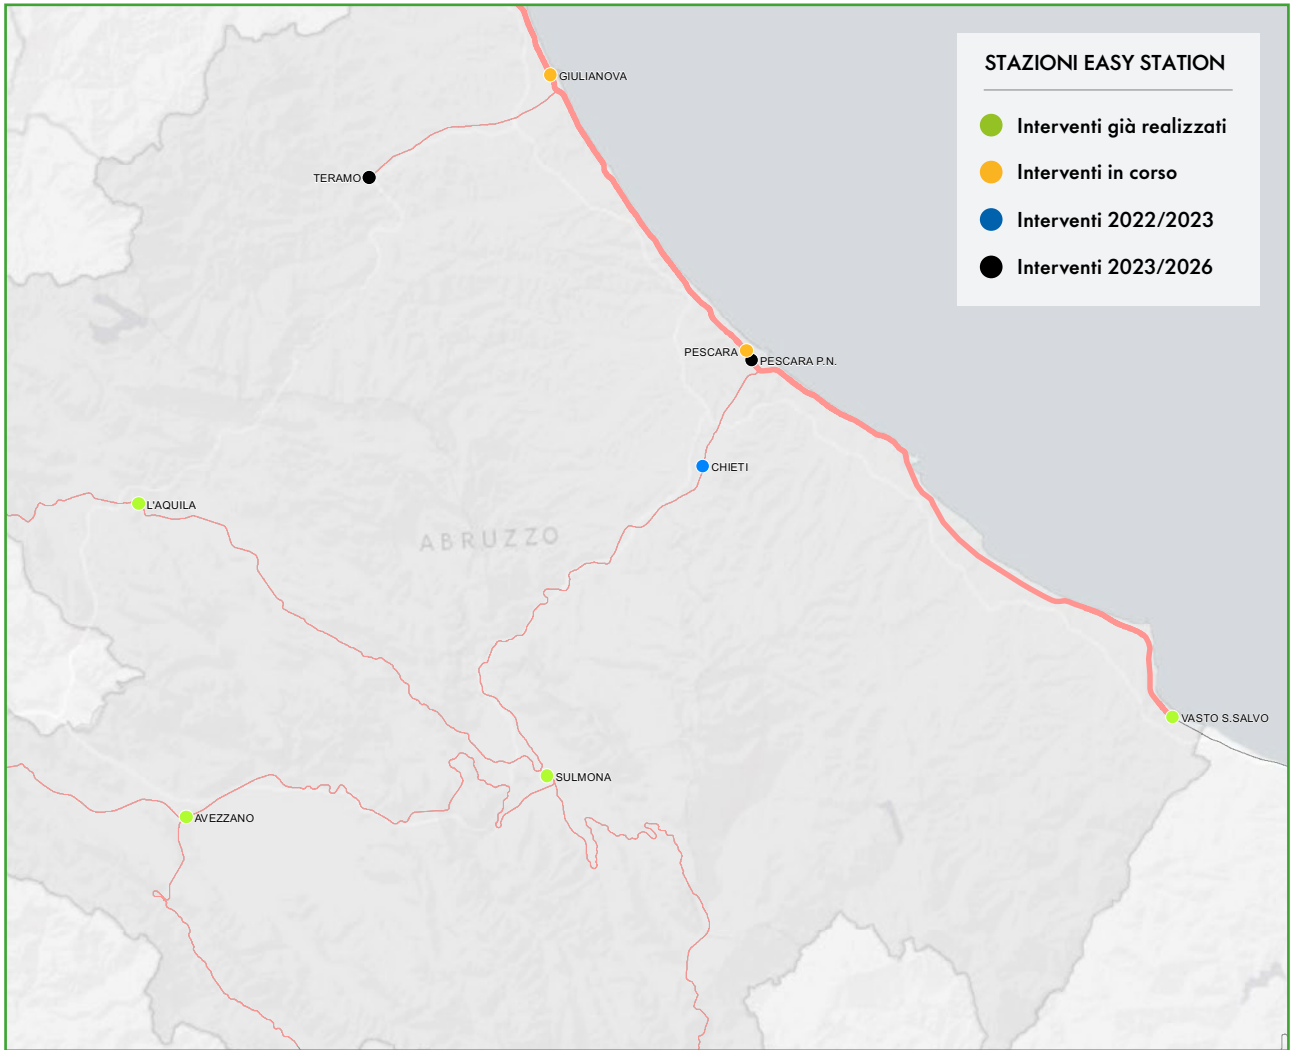 STAZIONI EASY STATION
Interventi già realizzati
Interventi in corso
Interventi 2022/2023
Interventi 2023/2026
GIULIANOVA
TERAMO
PESCARA
PESCARA P.N.
CHIETI
L'AQUILA
ABRUZZO
VASTO S.SALVO
SULMONA
AVEZZANO